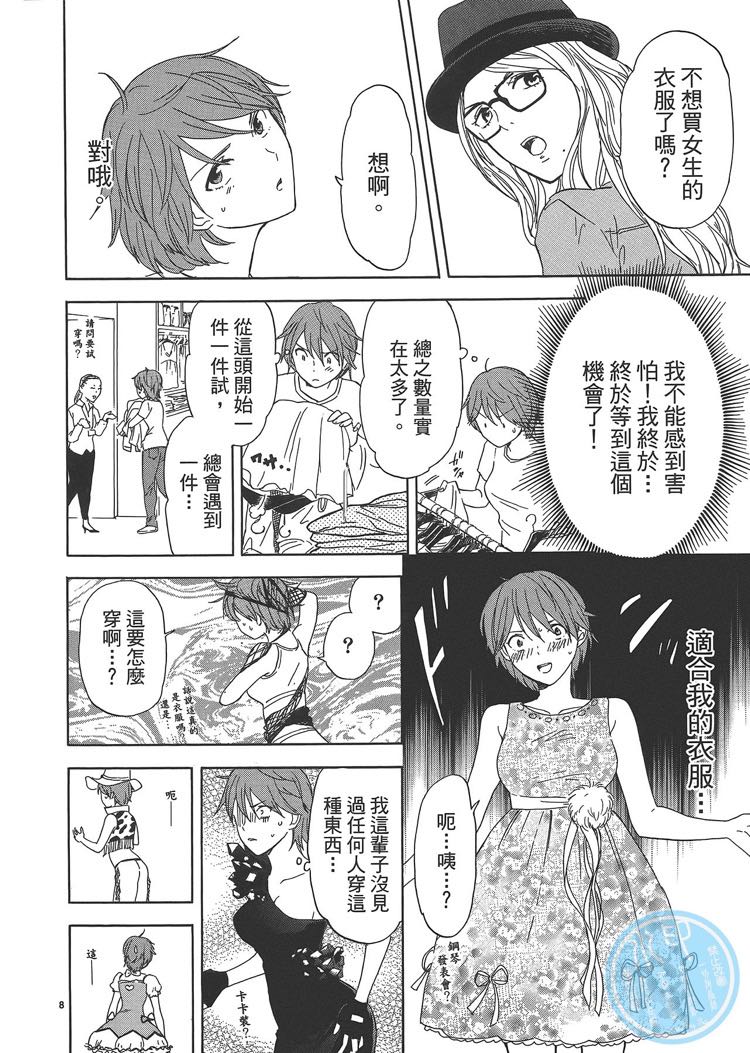 不想買女生的
衣服了嗎？
想啊。
對哦。
我不能感到害
怕！我終於…
終於等到這個
機會了！
總之數量實
在太多了。
從這頭開始一
件一件試，
總會遇到
一件…
請問要試
穿嗎？
適合我的衣服…
呃…咦…？
鋼琴
發表會？
？
？
這要怎麼
穿啊…？
話說這真的
是衣服嗎
還是…
我這輩子沒見
過任何人穿這
種東西…
卡卡裝？
呃—
這—
8